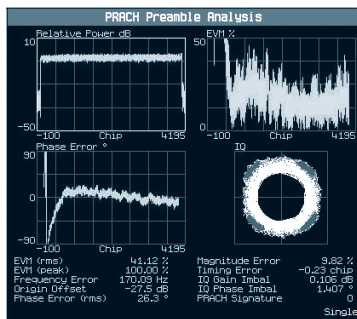 PRACH Preamble Analysis
Relative Power dB
10
-50
-100 Chip 4195
EVM %
50
0
-100 Chip 4195
Phase Error °
90
0
-90
-100 Chip 4195
IQ
EVM (rms) 41.12 %
EVM (peak) 100.00 %
Frequency Error 170.09 Hz
Origin Offset -27.5 dB
Phase Error (rms) 26.3 °
Magnitude Error 9.82 %
Timing Error -0.23 chip
IQ Gain Imbal 0.106 dB
IQ Phase Imbal 1.407 °
PRACH Signature 0
Single